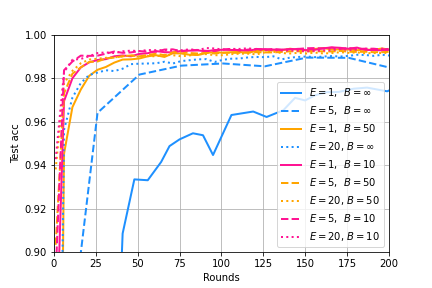 1.00
0.98
0.96
0.94
0.92
0.90
Test acc
0 25 50 75 100 125 150 175 200
Rounds
E=1, B=∞
E=5, B=∞
E=1, B=50
E=20, B=∞
E=1, B=10
E=5, B=50
E=20, B=50
E=5, B=10
E=20, B=10